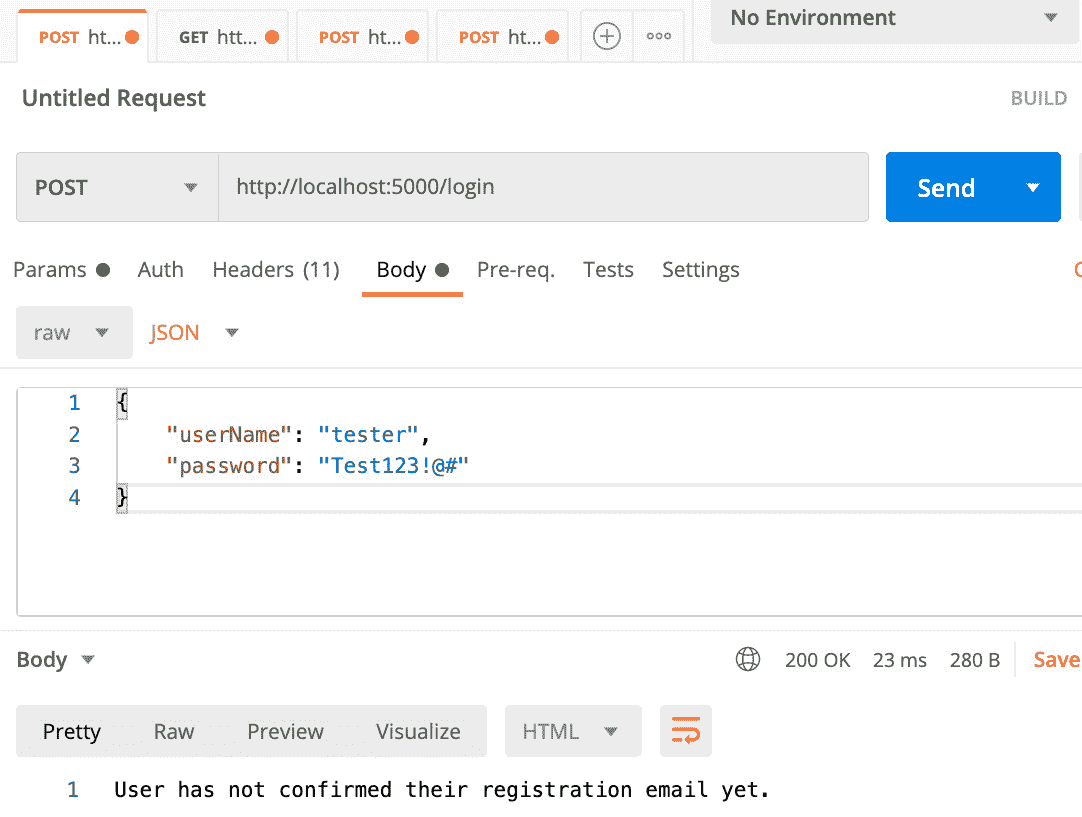 POST ht... GET htt... POST ht... POST ht... No Environment
Untitled Request BUILD
POST http://localhost:5000/login Send
Params Auth Headers (11) Body Pre-req. Tests Settings
raw JSON
1 {
2 "userName": "tester",
3 "password": "Test123!@#"
4 }
Body 200 OK 23 ms 280 B Save
Pretty Raw Preview Visualize HTML
1 User has not confirmed their registration email yet.